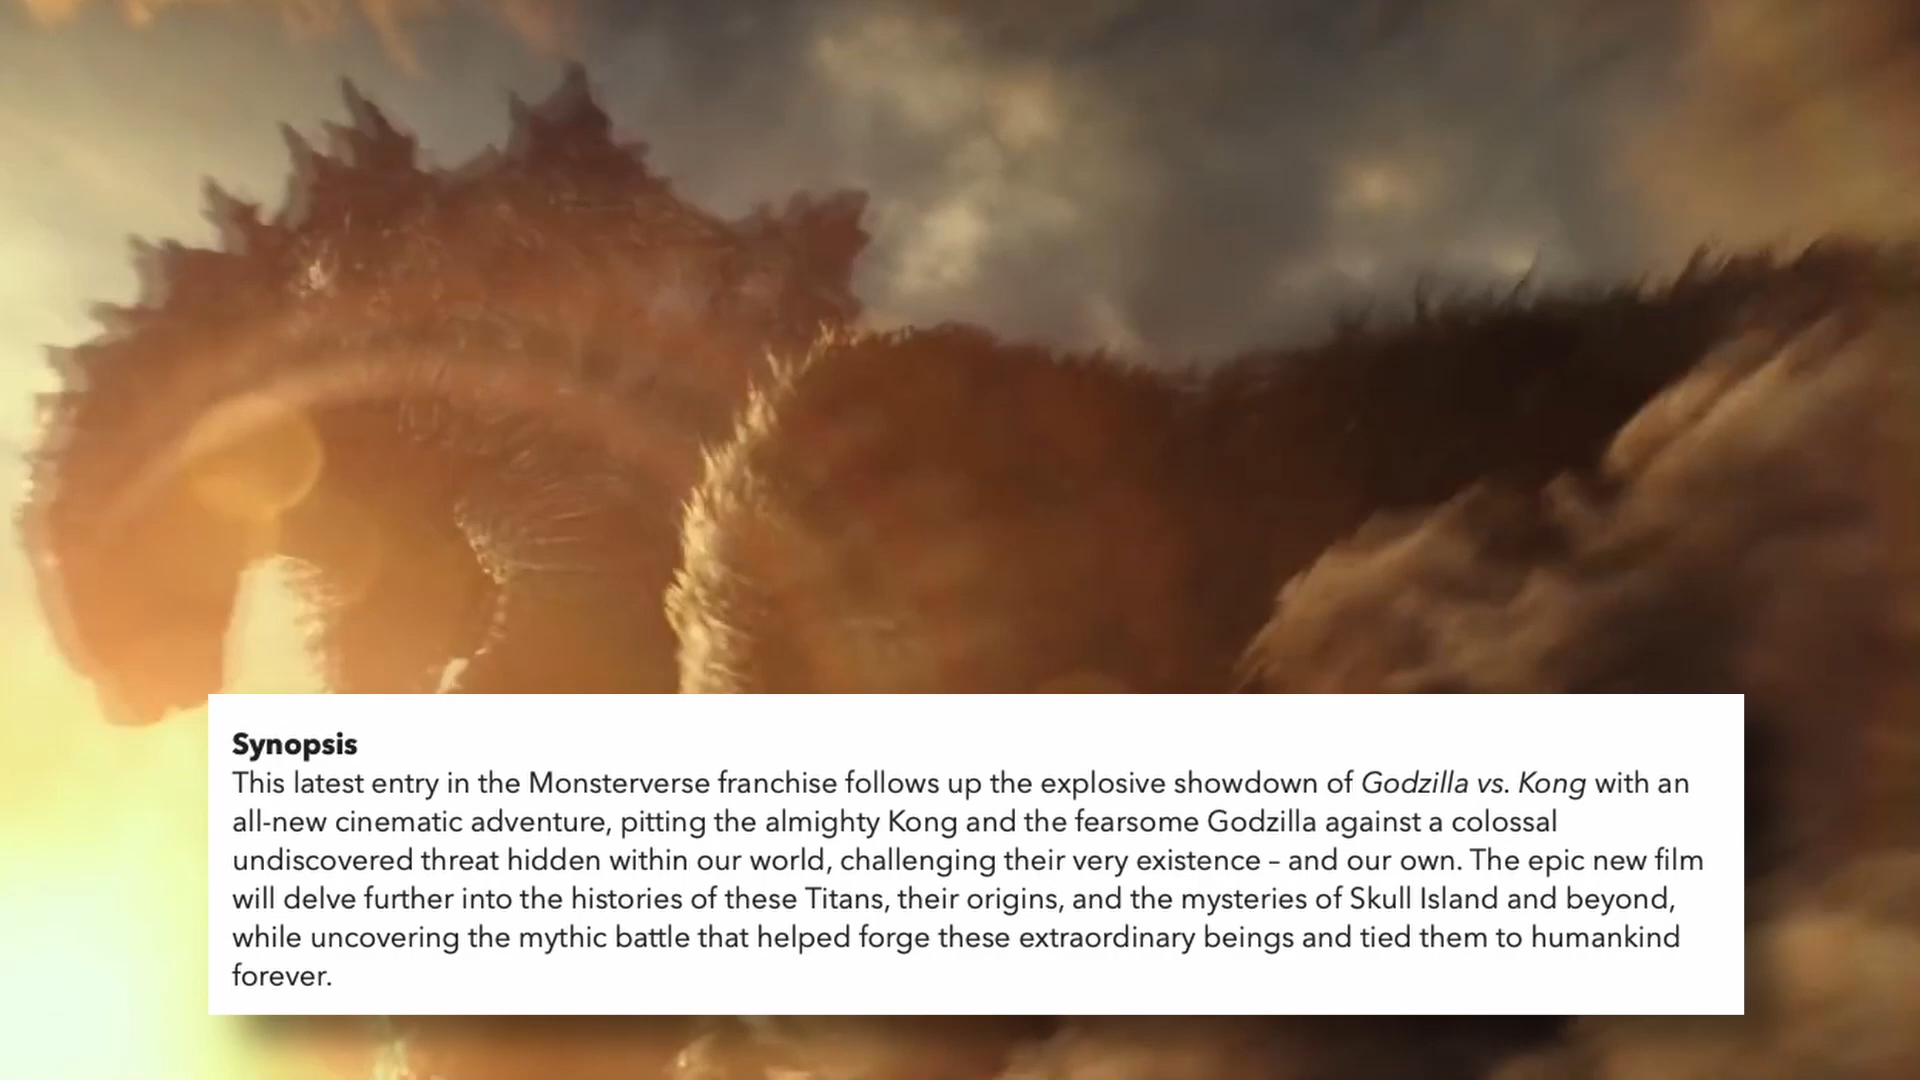 Synopsis
This latest entry in the Monsterverse franchise follows up the explosive showdown of Godzilla vs. Kong with an
all-new cinematic adventure, pitting the almighty Kong and the fearsome Godzilla against a colossal
undiscovered threat hidden within our world, challenging their very existence – and our own. The epic new film
will delve further into the histories of these Titans, their origins, and the mysteries of Skull Island and beyond,
while uncovering the mythic battle that helped forge these extraordinary beings and tied them to humankind
forever.